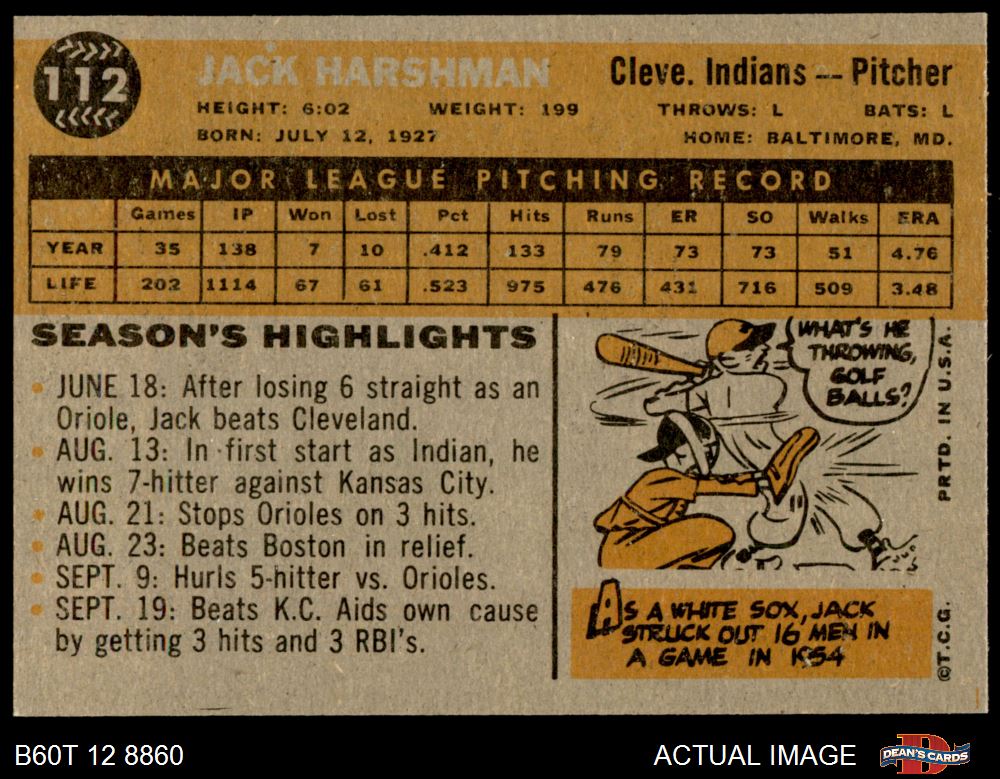 112
JACK HARSHMAN
Cleve. Indians — Pitcher
HEIGHT: 6:02 WEIGHT: 199 THROWS: L BATS: L
BORN: JULY 12, 1927 HOME: BALTIMORE, MD.
MAJOR LEAGUE PITCHING RECORD
Games IP Won Lost Pct Hits Runs ER SO Walks ERA
YEAR 35 138 7 10 .412 133 79 73 73 51 4.76
LIFE 202 1114 67 61 .523 975 476 431 716 509 3.48
SEASON'S HIGHLIGHTS
• JUNE 18: After losing 6 straight as an
Oriole, Jack beats Cleveland.
• AUG. 13: In first start as Indian, he
wins 7-hitter against Kansas City.
• AUG. 21: Stops Orioles on 3 hits.
• AUG. 23: Beats Boston in relief.
• SEPT. 9: Hurls 5-hitter vs. Orioles.
• SEPT. 19: Beats K.C. Aids own cause
by getting 3 hits and 3 RBI's.
WHAT'S HE
THROWING,
GOLF
BALLS?
AS A WHITE SOX, JACK
STRUCK OUT 16 MEN IN
A GAME IN 1954
PRTD. IN U.S.A.
©T.C.G.
B60T 12 8860
ACTUAL IMAGE
DEAN'S CARDS